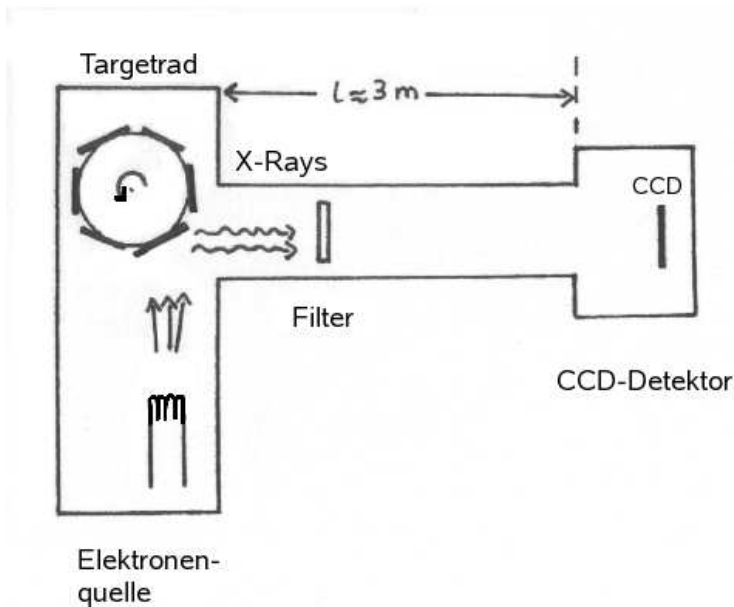 Targetrad
l ≈ 3 m
X-Rays
CCD
Filter
CCD-Detektor
Elektronen-
quelle